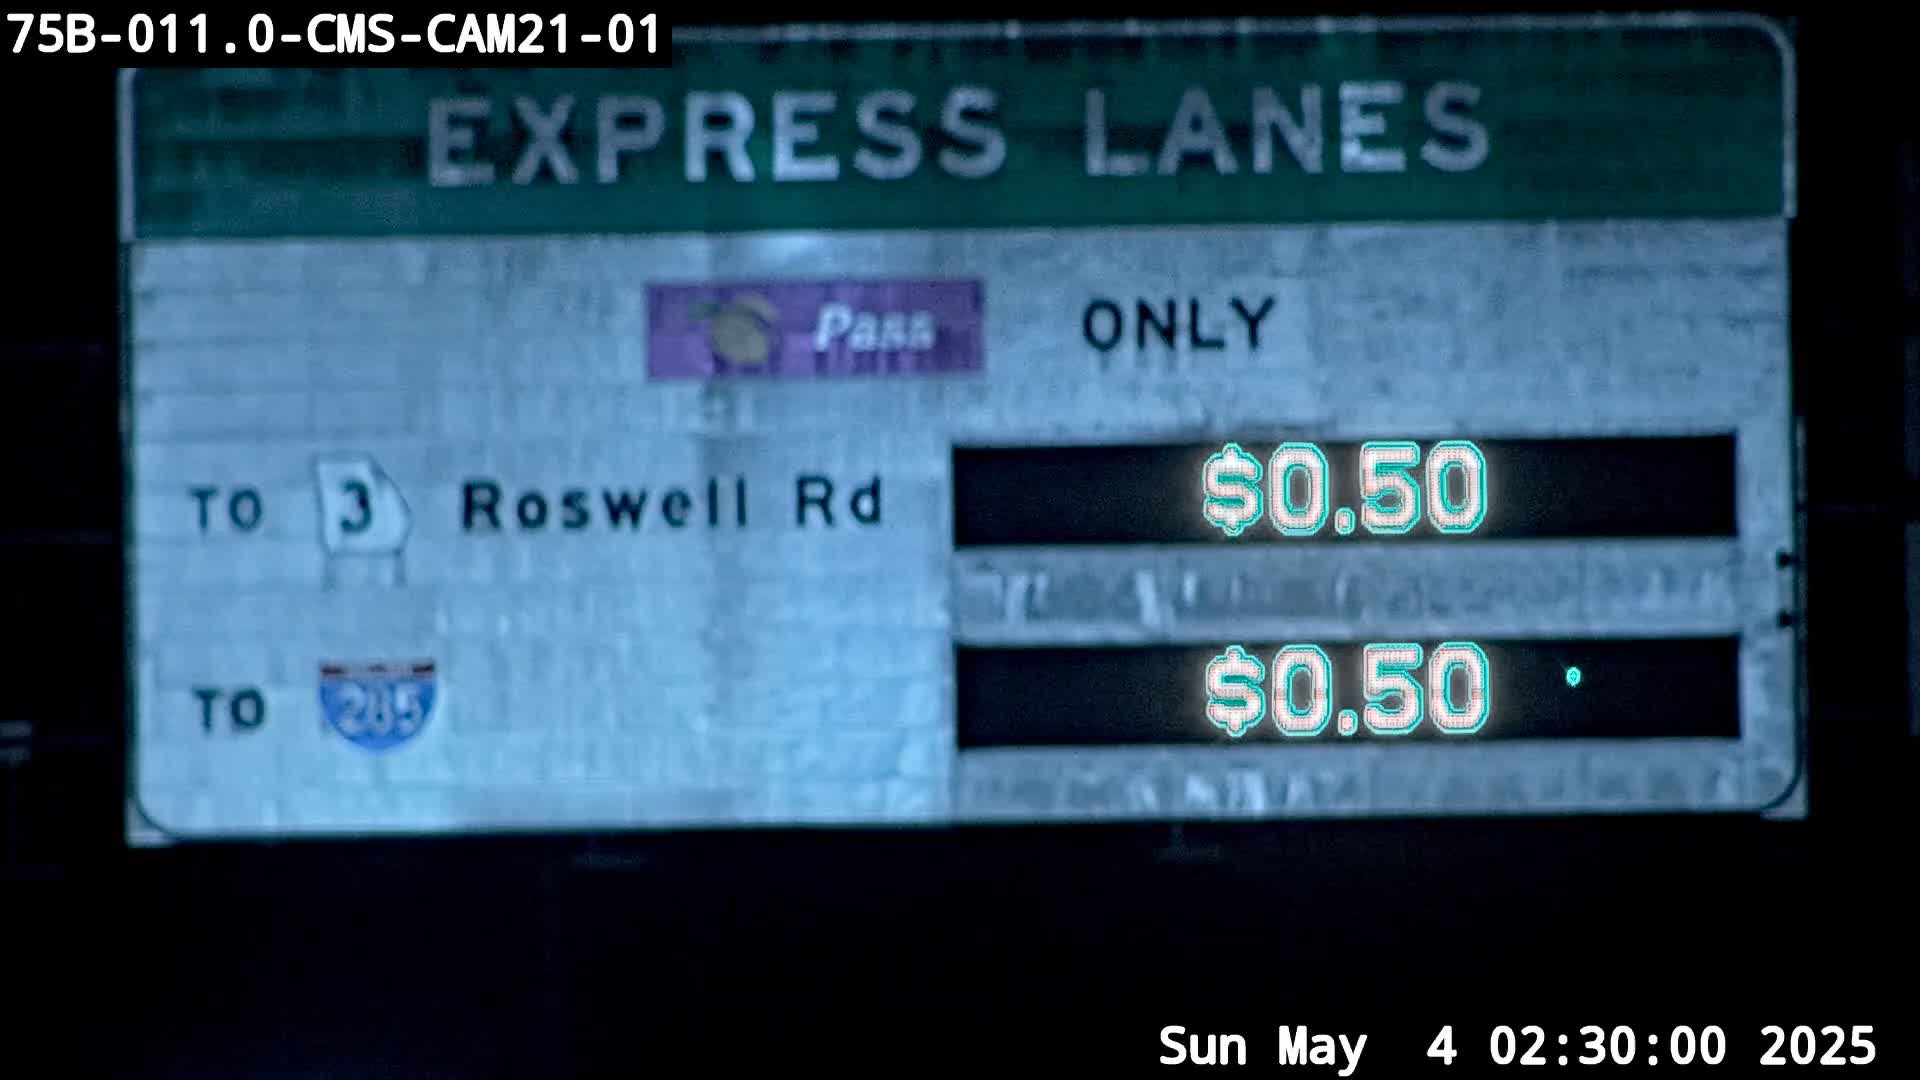 75B-011.0-CMS-CAM21-01
EXPRESS LANES
Pass ONLY
TO 3 Roswell Rd $0.50
TO 285 $0.50
Sun May 4 02:30:00 2025